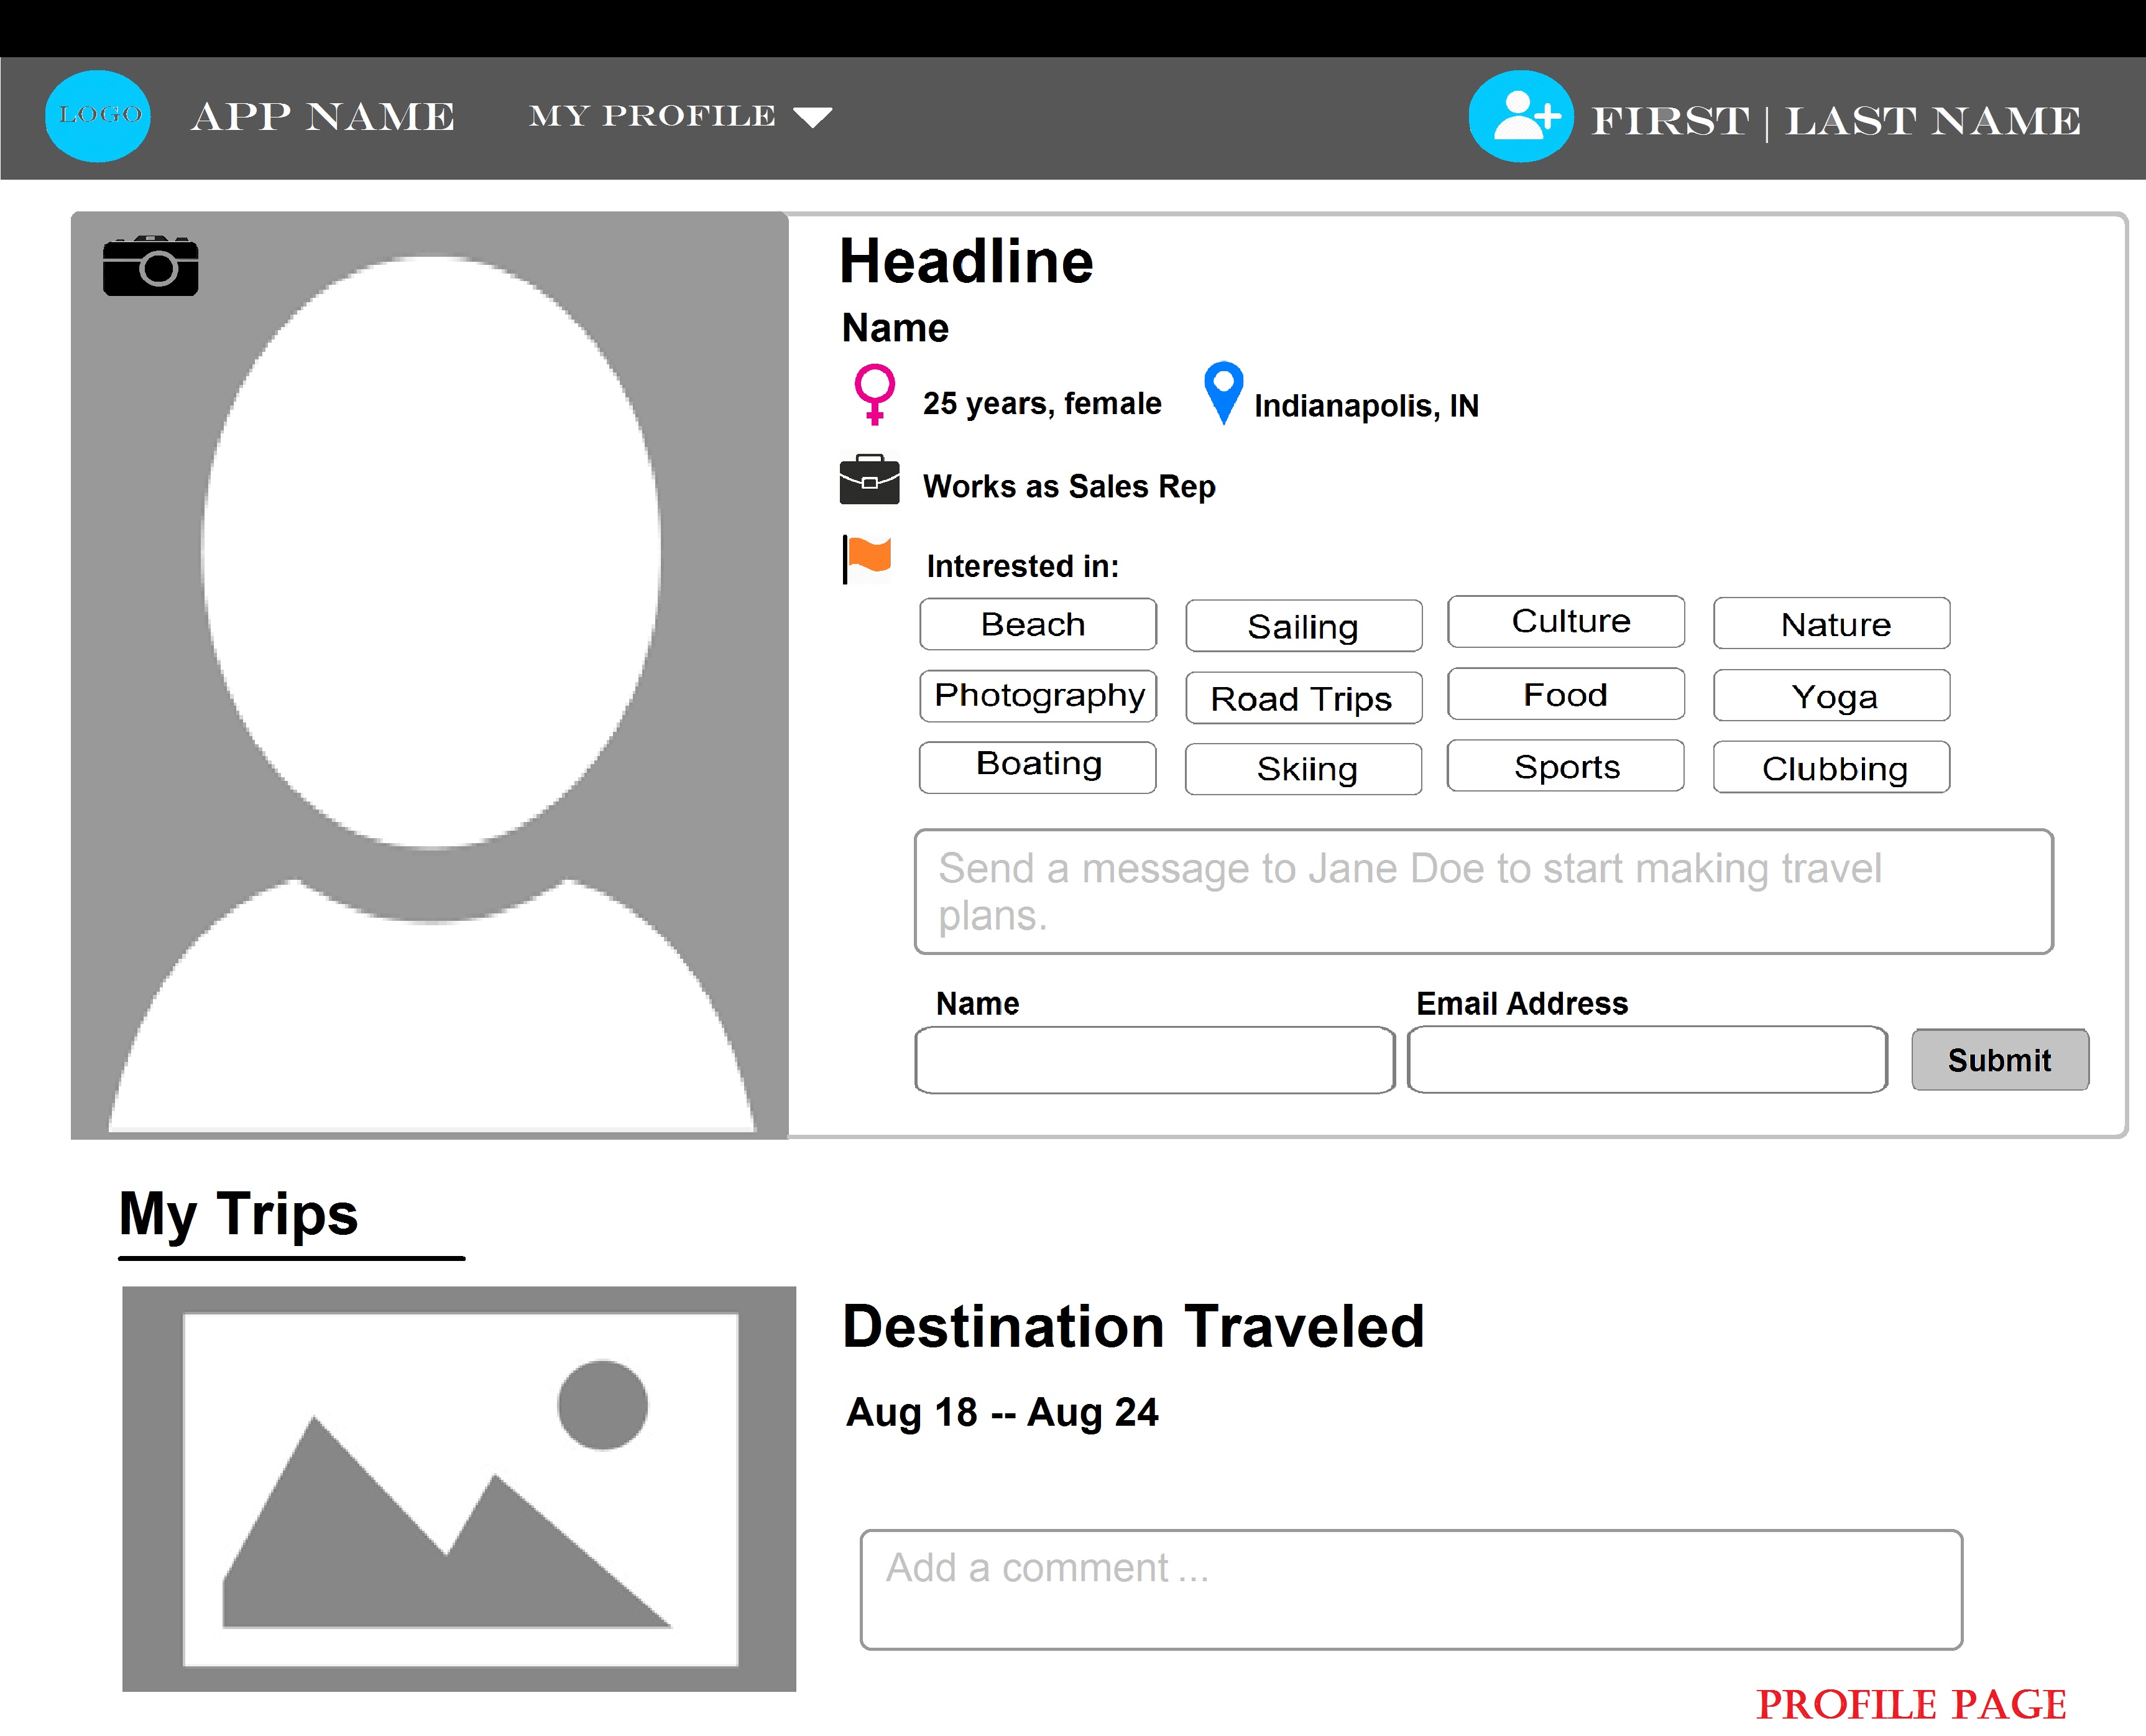 LOGO APP NAME MY PROFILE FIRST | LAST NAME
Headline
Name
25 years, female Indianapolis, IN
Works as Sales Rep
Interested in:
Beach Sailing Culture Nature
Photography Road Trips Food Yoga
Boating Skiing Sports Clubbing
Send a message to Jane Doe to start making travel
plans.
Name Email Address
Submit
My Trips
Destination Traveled
Aug 18 -- Aug 24
Add a comment ...
PROFILE PAGE